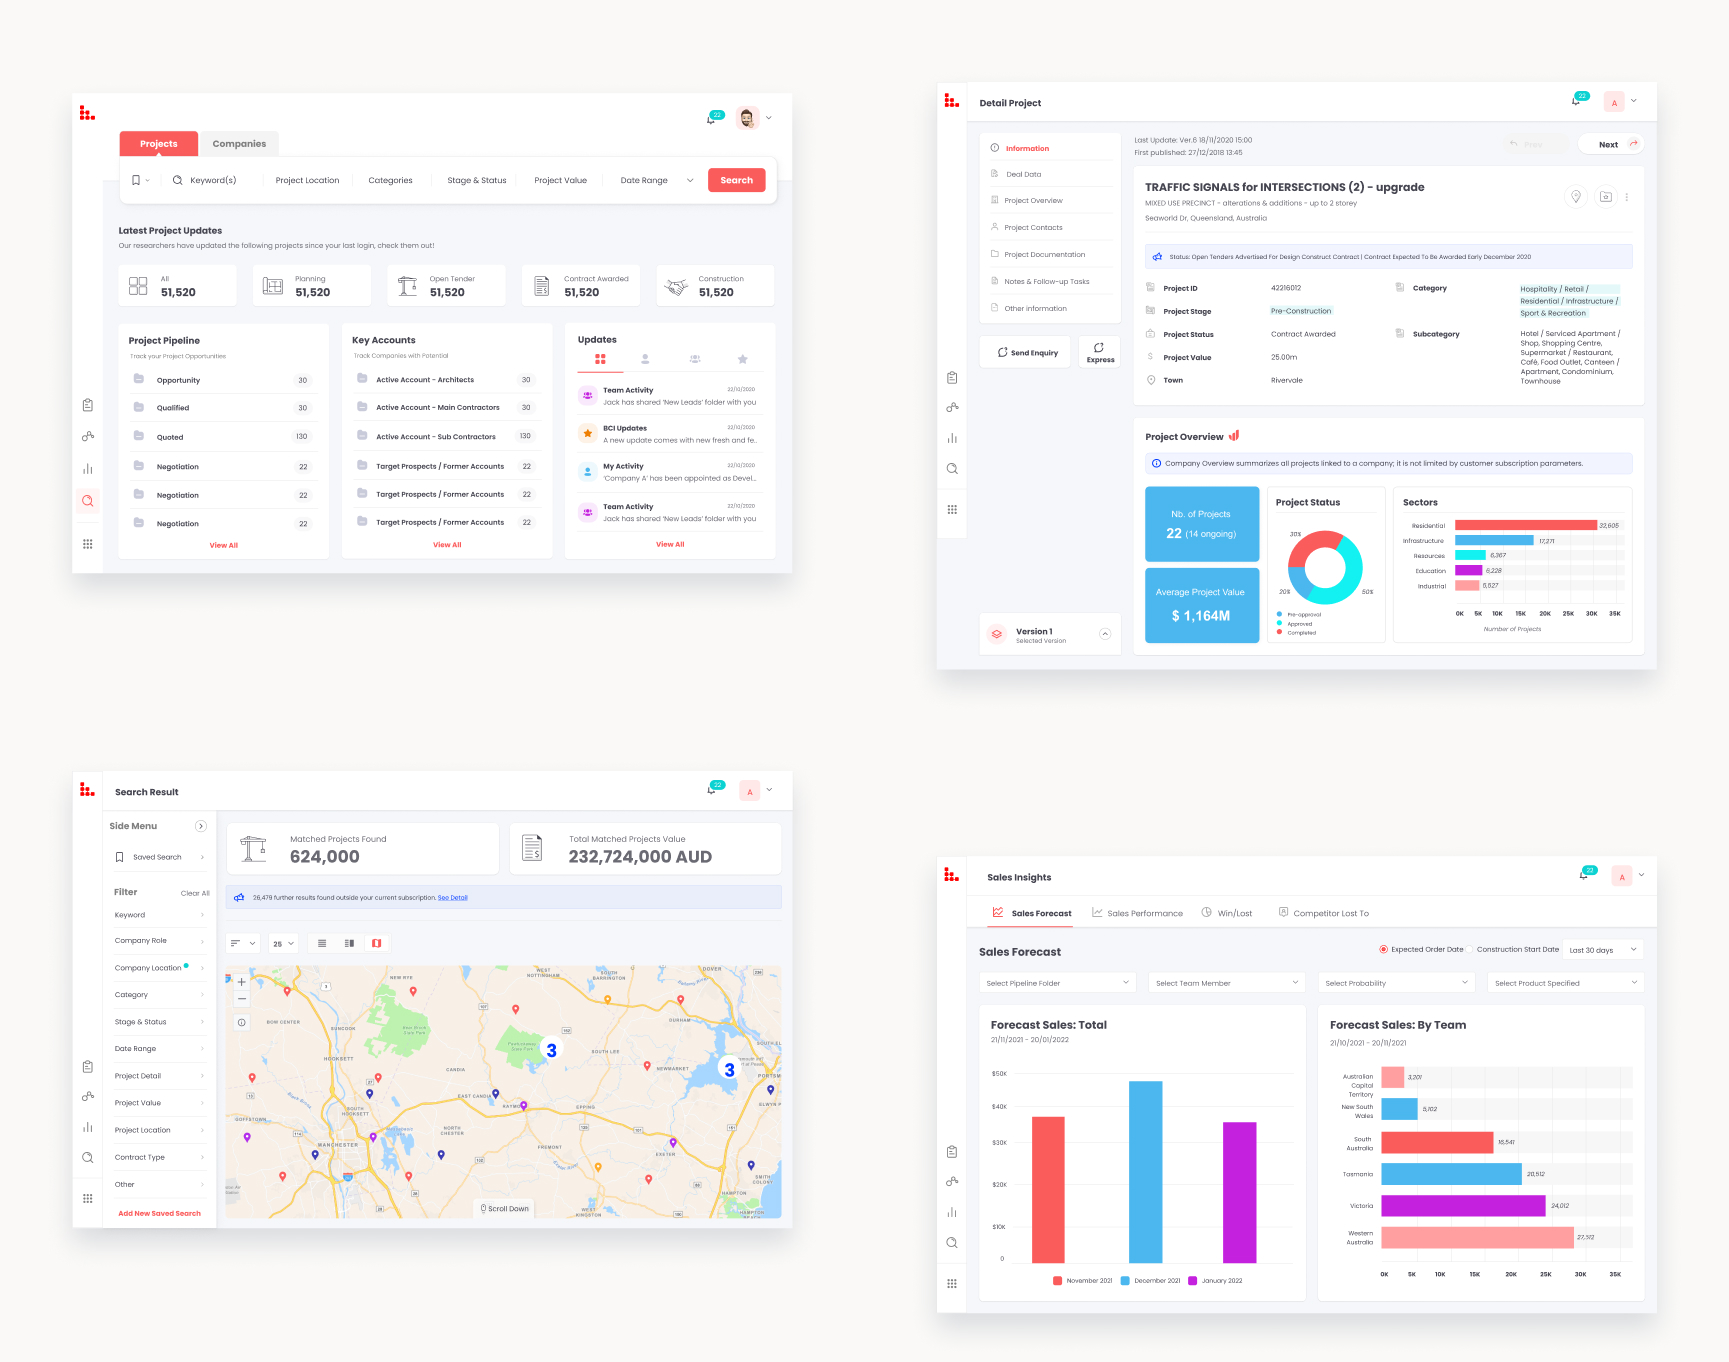 22
Projects
Companies
Keyword(s)
Project Location
Categories
Stage & Status
Project Value
Date Range
Search
Latest Project Updates
Our researchers have updated the following projects since your last login, check them out!
All
51,520
Planning
51,520
Open Tender
51,520
Contract Awarded
51,520
Construction
51,520
Project Pipeline
Track your Project Opportunities
Opportunity 30
Qualified 30
Quoted 130
Negotiation 22
Negotiation 22
Negotiation 22
View All
Key Accounts
Track Companies with Potential
Active Account - Architects 30
Active Account - Main Contractors 30
Active Account - Sub Contractors 130
Target Prospects / Former Accounts 22
Target Prospects / Former Accounts 22
Target Prospects / Former Accounts 22
View All
Updates
Team Activity 22/10/2020
Jack has shared 'New Leads' folder with you
BCI Updates 22/10/2020
A new update comes with new fresh and fe..
My Activity 22/10/2020
'Company A' has been appointed as Devel...
Team Activity 22/10/2020
Jack has shared 'New Leads' folder with you
View All
Detail Project
22
A
Information
Deal Data
Project Overview
Project Contacts
Project Documentation
Notes & Follow-up Tasks
Other information
Send Enquiry
Express
Version 1
Selected Version
Last Update: Ver.6 18/11/2020 15:00
First published: 27/12/2018 13:45
Prev
Next
TRAFFIC SIGNALS for INTERSECTIONS (2) - upgrade
MIXED USE PRECINCT - alterations & additions - up to 2 storey
Seaworld Dr, Queensland, Australia
Status: Open Tenders Advertised For Design Construct Contract | Contract Expected To Be Awarded Early December 2020
Project ID 42216012
Project Stage Pre-Construction
Project Status Contract Awarded
Project Value 25.00m
Town Rivervale
Category
Hospitality / Retail /
Residential / Infrastructure /
Sport & Recreation
Subcategory
Hotel / Serviced Apartment /
Shop, Shopping Centre,
Supermarket / Restaurant,
Café, Food Outlet, Canteen /
Apartment, Condominium,
Townhouse
Project Overview
Company Overview summarizes all projects linked to a company; it is not limited by customer subscription parameters.
Nb. of Projects
22 (14 ongoing)
Average Project Value
$ 1,164M
Project Status
30%
20%
50%
Pre-approval
Approved
Completed
Sectors
Residential 32,605
Infrastructure 17,271
Resources 6,367
Education 6,228
Industrial 5,527
0K 5K 10K 15K 20K 25K 30K 35K
Number of Projects
Search Result
22
A
Side Menu
Saved Search
Filter
Clear All
Keyword
Company Role
Company Location
Category
Stage & Status
Date Range
Project Detail
Project Value
Project Location
Contract Type
Other
Add New Saved Search
Matched Projects Found
624,000
Total Matched Projects Value
232,724,000 AUD
26,479 further results found outside your current subscription. See Detail
25
NEW RYE
WEST
NOTTINGHAM
SOUTH
BARRINGTON
DOVER
BOW CENTER
SUNCOOK
DURHAM
HOOKSETT
CANDIA
SOUTH LEE
NEWMARKET
3
3
PORTSM
EAST CANDIA
RAYMO
EPPING
ELWYN P
GOFFSTOWN
SOUTH
HOOKSETT
NORTH
CHESTER
MANCHESTER
FREMONT
EXETER
SMITH
COLONY
HAMPTON
HAMPTON
BEACH
WEST
KINGSTON
Scroll Down
Sales Insights
22
A
Sales Forecast
Sales Performance
Win/Lost
Competitor Lost To
Sales Forecast
Expected Order Date
Construction Start Date
Last 30 days
Select Pipeline Folder
Select Team Member
Select Probability
Select Product Specified
Forecast Sales: Total
21/11/2021 - 20/01/2022
$50K
$40K
$30K
$20K
$10K
0
November 2021
December 2021
January 2022
Forecast Sales: By Team
21/10/2021 - 20/11/2021
Australian
Capital
Territory
3,201
New South
Wales
5,102
South
Australia
16,541
Tasmania
20,512
Victoria
24,012
Western
Australia
27,512
0K 5K 10K 15K 20K 25K 30K 35K